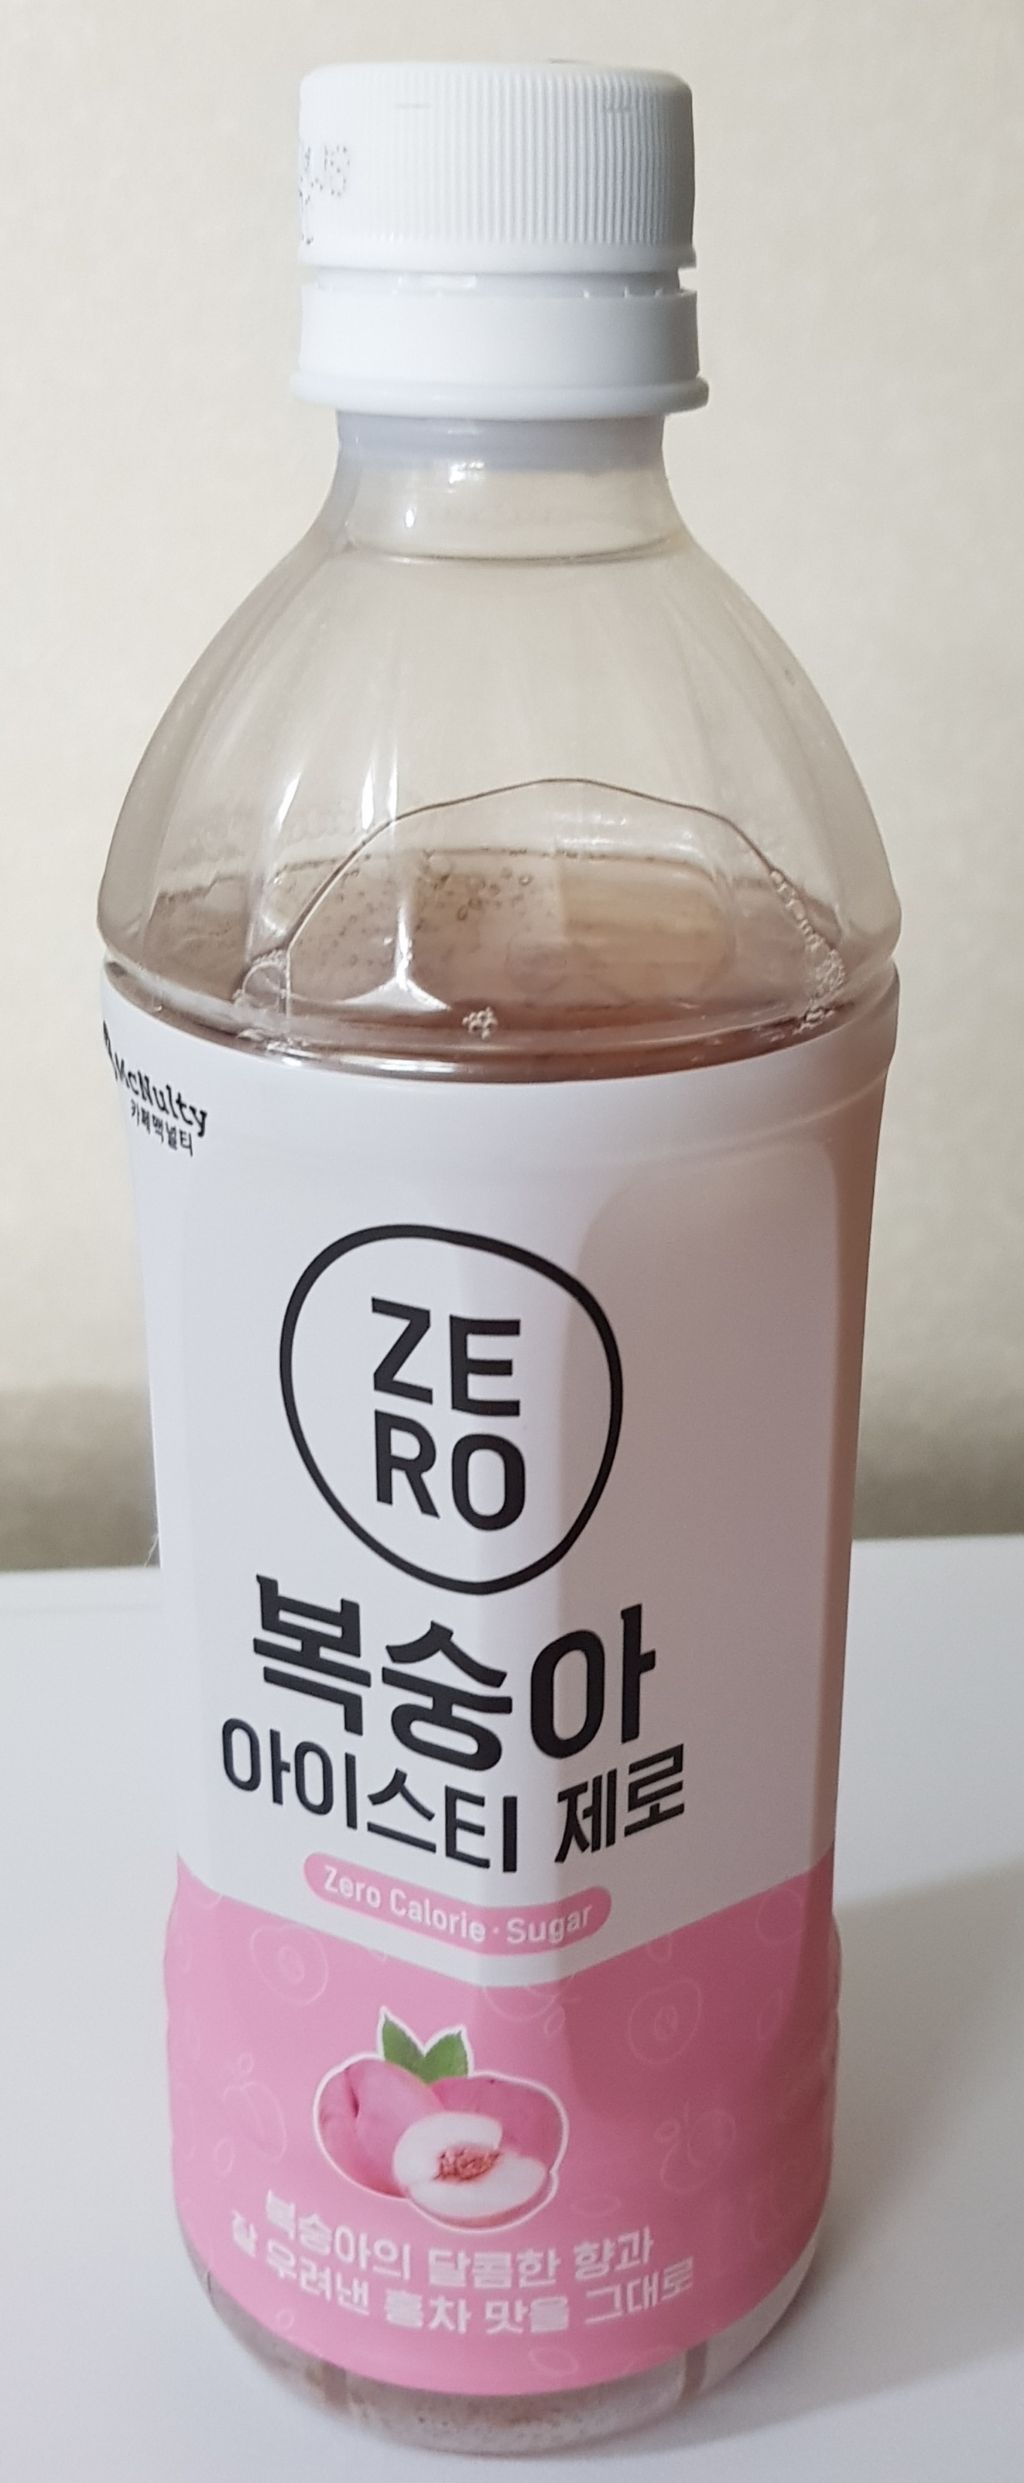 McNulty
카페맥널티
ZE
RO
복숭아
아이스티 제로
Zero Calorie · Sugar
복숭아의 달콤한 향과
잘 우려낸 홍차 맛을 그대로